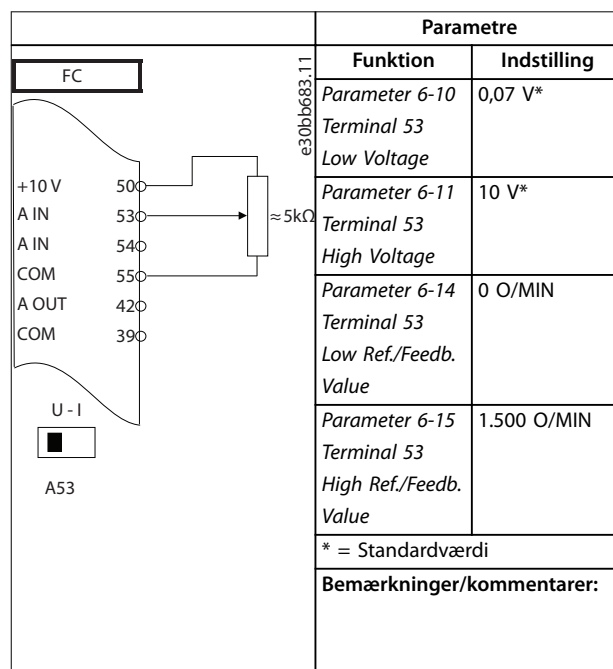 Parametre
Funktion Indstilling
Parameter 6-10 0,07 V*
Terminal 53
Low Voltage
Parameter 6-11 10 V*
Terminal 53
High Voltage
Parameter 6-14 0 O/MIN
Terminal 53
Low Ref./Feedb.
Value
Parameter 6-15 1.500 O/MIN
Terminal 53
High Ref./Feedb.
Value
* = Standardværdi
Bemærkninger/kommentarer:
FC
e30bb683.11
+10 V 50
A IN 53
A IN 54
COM 55
A OUT 42
COM 39
≈5kΩ
U - I
A53